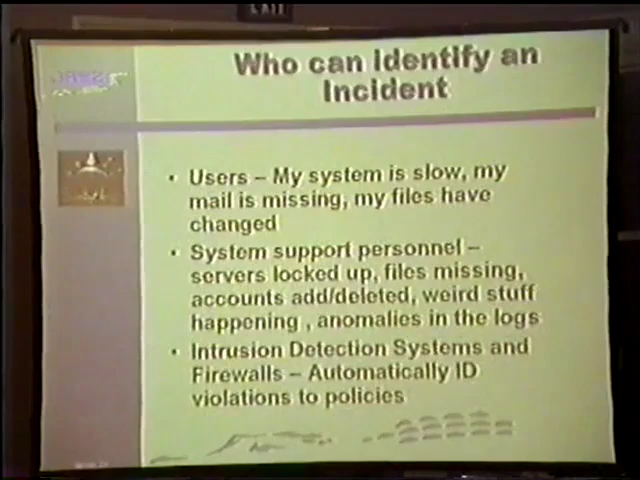 EXIT
Who can Identify an
Incident
• Users – My system is slow, my
mail is missing, my files have
changed
• System support personnel –
servers locked up, files missing,
accounts add/deleted, weird stuff
happening , anomalies in the logs
• Intrusion Detection Systems and
Firewalls – Automatically ID
violations to policies